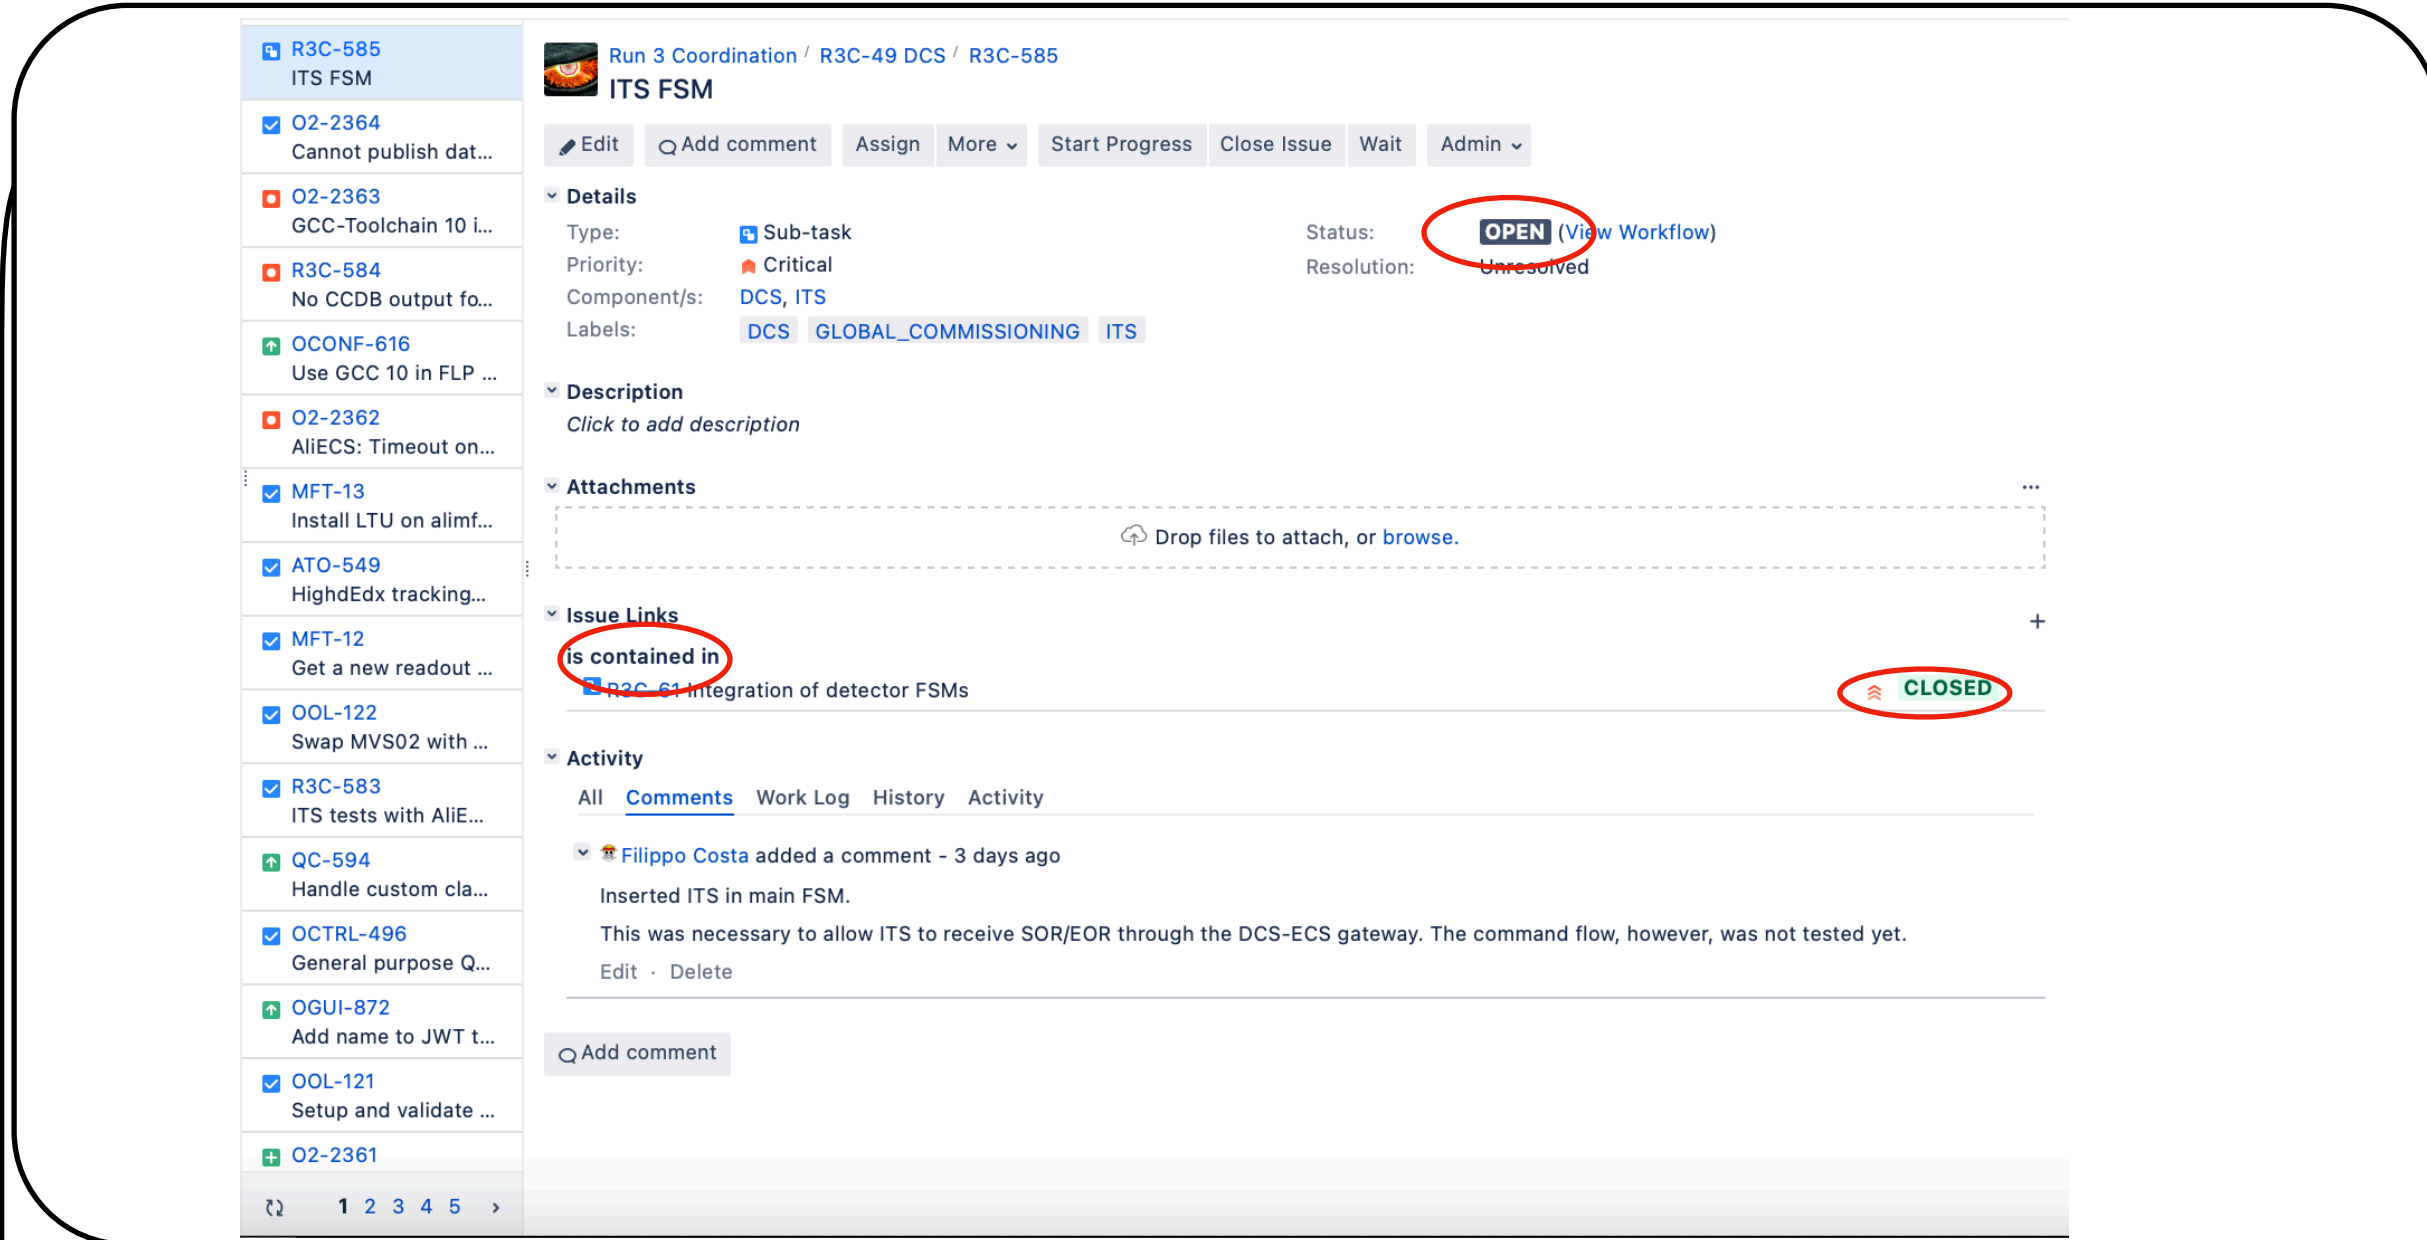 R3C-585
ITS FSM
O2-2364
Cannot publish dat...
O2-2363
GCC-Toolchain 10 i...
R3C-584
No CCDB output fo...
OCONF-616
Use GCC 10 in FLP ...
O2-2362
AliECS: Timeout on...
MFT-13
Install LTU on alimf...
ATO-549
HighdEdx tracking...
MFT-12
Get a new readout ...
OOL-122
Swap MVS02 with ...
R3C-583
ITS tests with AliE...
QC-594
Handle custom cla...
OCTRL-496
General purpose Q...
OGUI-872
Add name to JWT t...
OOL-121
Setup and validate ...
O2-2361
1 2 3 4 5 >
Run 3 Coordination / R3C-49 DCS / R3C-585
ITS FSM
Edit Add comment Assign More Start Progress Close Issue Wait Admin
Details
Type: Sub-task
Priority: Critical
Component/s: DCS, ITS
Labels: DCS GLOBAL_COMMISSIONING ITS
Status: OPEN (View Workflow)
Resolution: Unresolved
Description
Click to add description
Attachments ...
Drop files to attach, or browse.
Issue Links +
is contained in
R3C-61 Integration of detector FSMs CLOSED
Activity
All Comments Work Log History Activity
Filippo Costa added a comment - 3 days ago
Inserted ITS in main FSM.
This was necessary to allow ITS to receive SOR/EOR through the DCS-ECS gateway. The command flow, however, was not tested yet.
Edit · Delete
Add comment